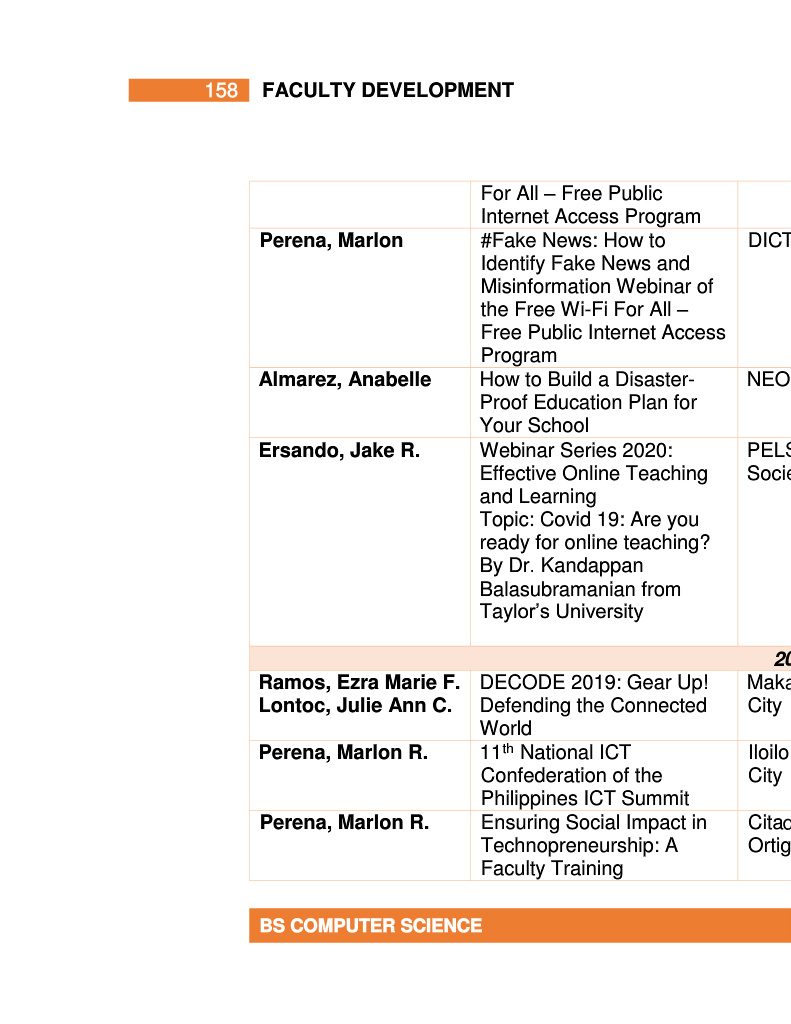 158 FACULTY DEVELOPMENT
For All – Free Public
Internet Access Program
Perena, Marlon #Fake News: How to DICT
Identify Fake News and
Misinformation Webinar of
the Free Wi-Fi For All –
Free Public Internet Access
Program
Almarez, Anabelle How to Build a Disaster- NEO
Proof Education Plan for
Your School
Ersando, Jake R. Webinar Series 2020: PELS
Effective Online Teaching Socie
and Learning
Topic: Covid 19: Are you
ready for online teaching?
By Dr. Kandappan
Balasubramanian from
Taylor’s University
20
Ramos, Ezra Marie F. DECODE 2019: Gear Up! Maka
Lontoc, Julie Ann C. Defending the Connected City
World
Perena, Marlon R. 11th National ICT Iloilo
Confederation of the City
Philippines ICT Summit
Perena, Marlon R. Ensuring Social Impact in Citad
Technopreneurship: A Ortig
Faculty Training
BS COMPUTER SCIENCE